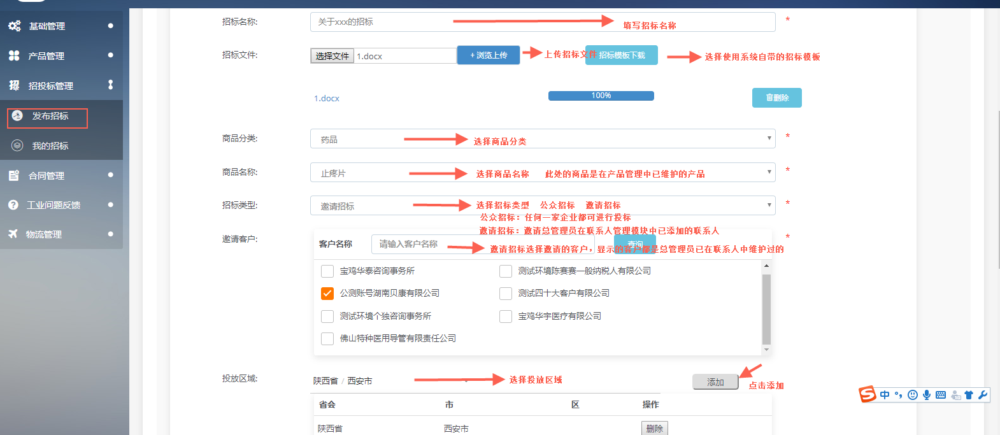 基础管理
产品管理
招投标管理
发布招标
我的招标
合同管理
工业问题反馈
物流管理
招标名称:
关于xxx的招标
填写招标名称
*
招标文件:
选择文件 1.docx
+ 浏览上传
上传招标文件
招标模板下载
选择使用系统自带的招标模板
1.docx
100%
删除
商品分类:
药品
选择商品分类
*
商品名称:
止疼片
选择商品名称 此处的商品是在产品管理中已维护的产品
*
招标类型:
邀请招标
选择招标类型 公众招标 邀请招标
*
公众招标：任何一家企业都可进行投标
邀请招标：邀请总管理员在联系人管理模块中已添加的联系人
邀请客户:
*
客户名称
请输入客户名称
查询
邀请招标选择邀请的客户，显示的客户都是总管理员已在联系人中维护过的
宝鸡华泰咨询事务所
测试环境陈赛赛一般纳税人有限公司
公测账号湖南贝康有限公司
测试四十大客户有限公司
测试环境个独咨询事务所
宝鸡华宇医疗有限公司
佛山特种医用导管有限责任公司
投放区域:
陕西省 / 西安市
选择投放区域
添加
点击添加
省会 市 区 操作
陕西省 西安市 删除
中